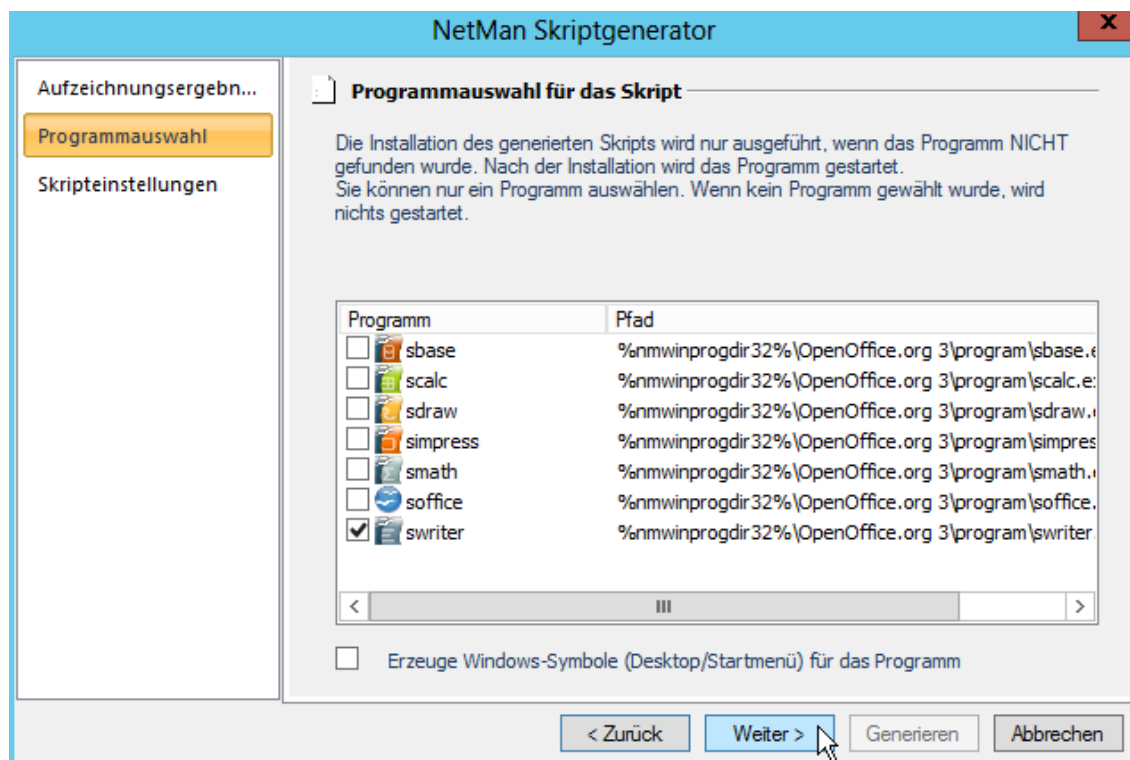 NetMan Skriptgenerator
X
Aufzeichnungsergebn...
Programmauswahl
Skripteinstellungen
Programmauswahl für das Skript
Die Installation des generierten Skripts wird nur ausgeführt, wenn das Programm NICHT
gefunden wurde. Nach der Installation wird das Programm gestartet.
Sie können nur ein Programm auswählen. Wenn kein Programm gewählt wurde, wird
nichts gestartet.
Programm Pfad
sbase %nmwinprogdir32%\OpenOffice.org 3\program\sbase.e
scalc %nmwinprogdir32%\OpenOffice.org 3\program\scalc.e
sdraw %nmwinprogdir32%\OpenOffice.org 3\program\sdraw.
simpress %nmwinprogdir32%\OpenOffice.org 3\program\simpres
smath %nmwinprogdir32%\OpenOffice.org 3\program\smath.
soffice %nmwinprogdir32%\OpenOffice.org 3\program\soffice.
swriter %nmwinprogdir32%\OpenOffice.org 3\program\swriter.
Erzeuge Windows-Symbole (Desktop/Startmenü) für das Programm
< Zurück Weiter > Generieren Abbrechen